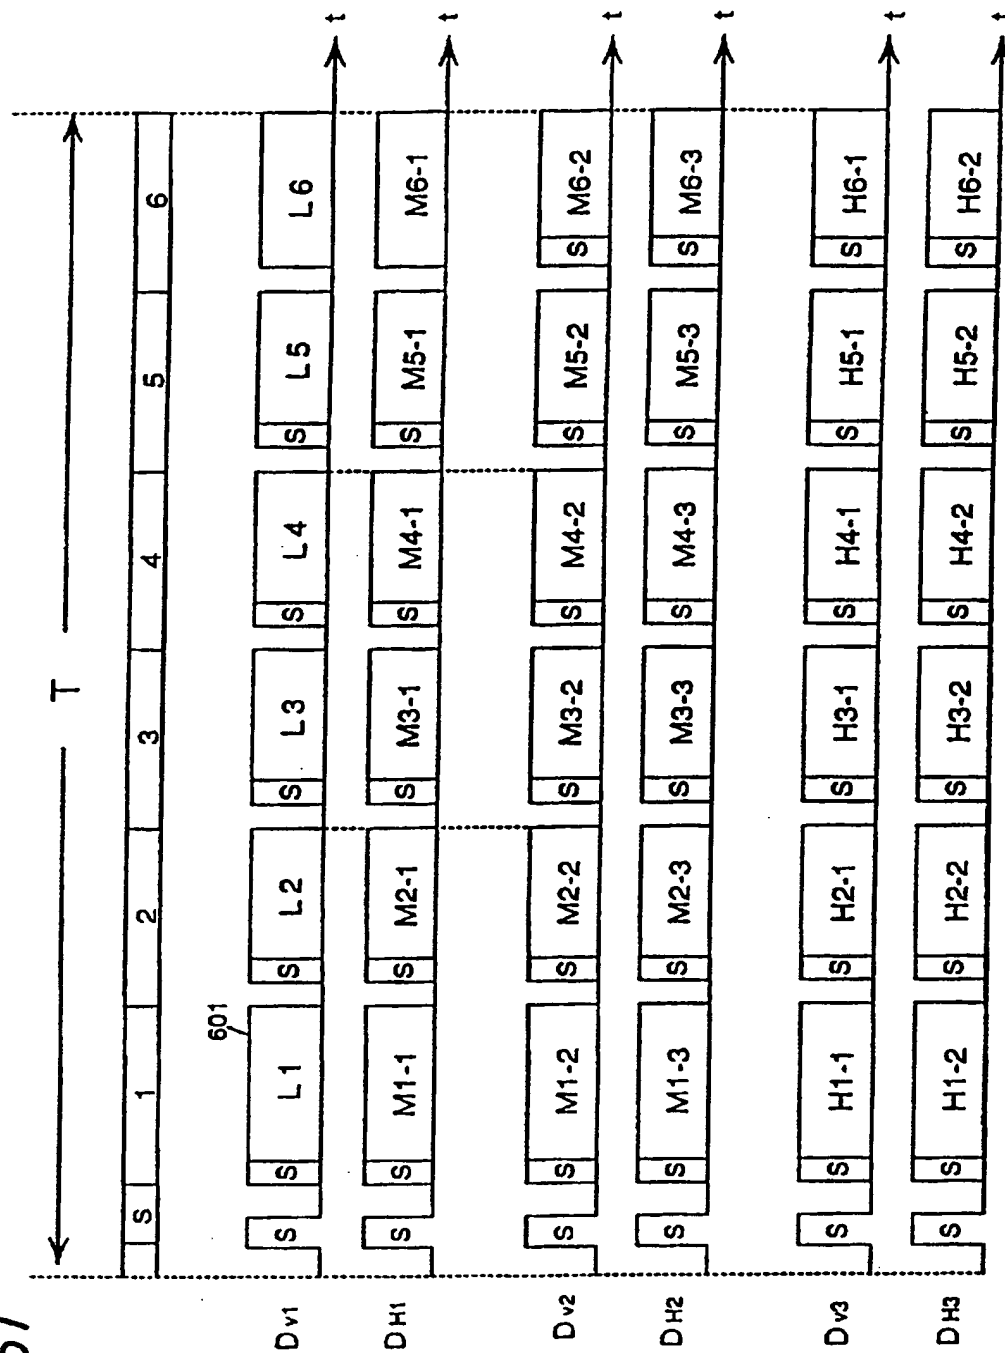 T
S 1 2 3 4 5 6
601
DV1 S S L1 S L2 S L3 S L4 S L5 L6 t
DH1 S S M1-1 S M2-1 S M3-1 S M4-1 S M5-1 M6-1 t
DV2 S S M1-2 S M2-2 S M3-2 S M4-2 S M5-2 S M6-2 t
DH2 S S M1-3 S M2-3 S M3-3 S M4-3 S M5-3 S M6-3 t
DV3 S S H1-1 S H2-1 S H3-1 S H4-1 S H5-1 S H6-1 t
DH3 S S H1-2 S H2-2 S H3-2 S H4-2 S H5-2 S H6-2 t